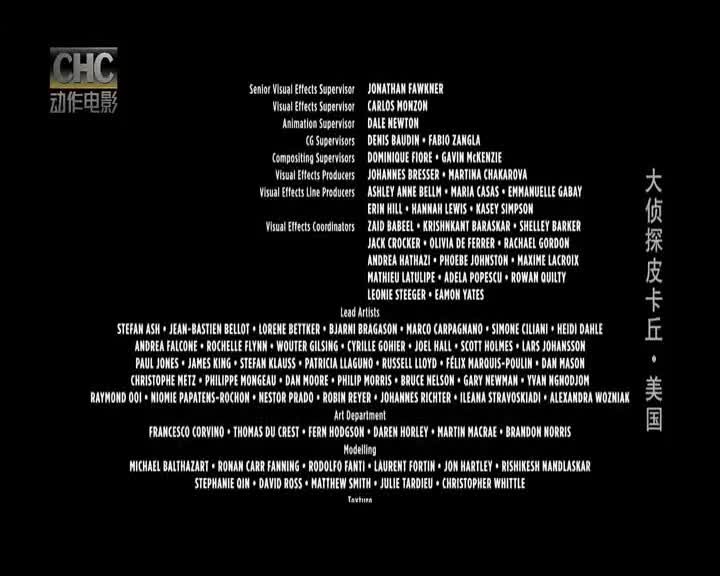 CHC
动作电影
Senior Visual Effects Supervisor JONATHAN FAWKNER
Visual Effects Supervisor CARLOS MONZON
Animation Supervisor DALE NEWTON
CG Supervisors DENIS BAUDIN • FABIO ZANGLA
Compositing Supervisors DOMINIQUE FIORE • GAVIN McKENZIE
Visual Effects Producers JOHANNES BRESSER • MARTINA CHAKAROVA
Visual Effects Line Producers ASHLEY ANNE BELLM • MARIA CASAS • EMMANUELLE GABAY
ERIN HILL • HANNAH LEWIS • KASEY SIMPSON
Visual Effects Coordinators ZAID BABEEL • KRISHNKANT BARASKAR • SHELLEY BARKER
JACK CROCKER • OLIVIA DE FERRER • RACHAEL GORDON
ANDREA HATHAZI • PHOEBE JOHNSTON • MAXIME LACROIX
MATHIEU LATULIPE • ADELA POPESCU • ROWAN QUILTY
LEONIE STEEGER • EAMON YATES
Lead Artists
STEFAN ASH • JEAN-BASTIEN BELLOT • LORENE BETTKER • BJARNI BRAGASON • MARCO CARPAGNANO • SIMONE CILIANI • HEIDI DAHLE
ANDREA FALCONE • ROCHELLE FLYNN • WOUTER GILSING • CYRILLE GOHIER • JOEL HALL • SCOTT HOLMES • LARS JOHANSSON
PAUL JONES • JAMES KING • STEFAN KLAUSS • PATRICIA LLAGUNO • RUSSELL LLOYD • FÉLIX MARQUIS-POULIN • DAN MASON
CHRISTOPHE METZ • PHILIPPE MONGEAU • DAN MOORE • PHILIP MORRIS • BRUCE NELSON • GARY NEWMAN • YVAN NGNODJOM
RAYMOND OOI • NIOMIE PAPATENS-ROCHON • NESTOR PRADO • ROBIN REYER • JOHANNES RICHTER • ILEANA STRAVOSKIADI • ALEXANDRA WOZNIAK
Art Department
FRANCESCO CORVINO • THOMAS DU CREST • FERN HODGSON • DAREN HORLEY • MARTIN MACRAE • BRANDON NORRIS
Modelling
MICHAEL BALTHAZART • RONAN CARR FANNING • RODOLFO FANTI • LAURENT FORTIN • JON HARTLEY • RISHIKESH NANDLASKAR
STEPHANIE QIN • DAVID ROSS • MATTHEW SMITH • JULIE TARDIEU • CHRISTOPHER WHITTLE
Texture
大侦探皮卡丘 • 美国